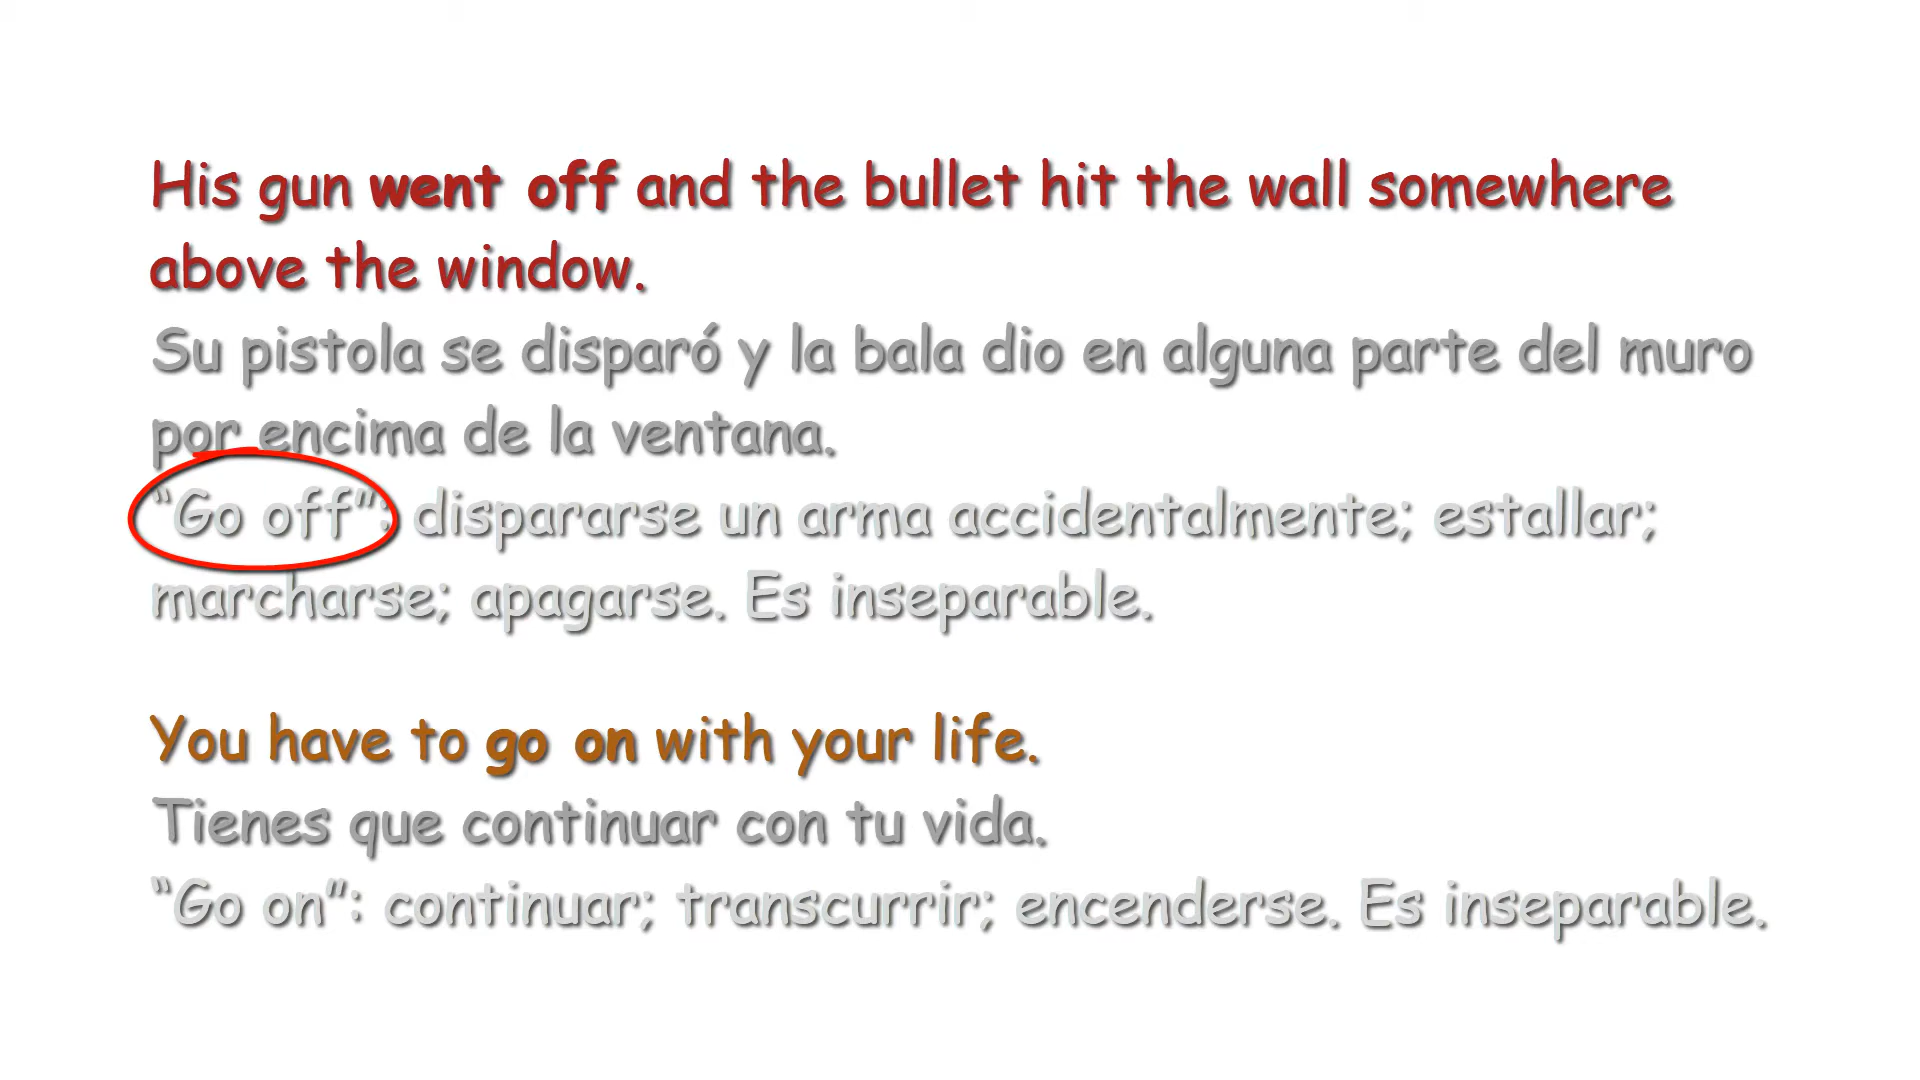 His gun went off and the bullet hit the wall somewhere
above the window.
Su pistola se disparó y la bala dio en alguna parte del muro
por encima de la ventana.
“Go off”: dispararse un arma accidentalmente; estallar;
marcharse; apagarse. Es inseparable.
You have to go on with your life.
Tienes que continuar con tu vida.
“Go on”: continuar; transcurrir; encenderse. Es inseparable.